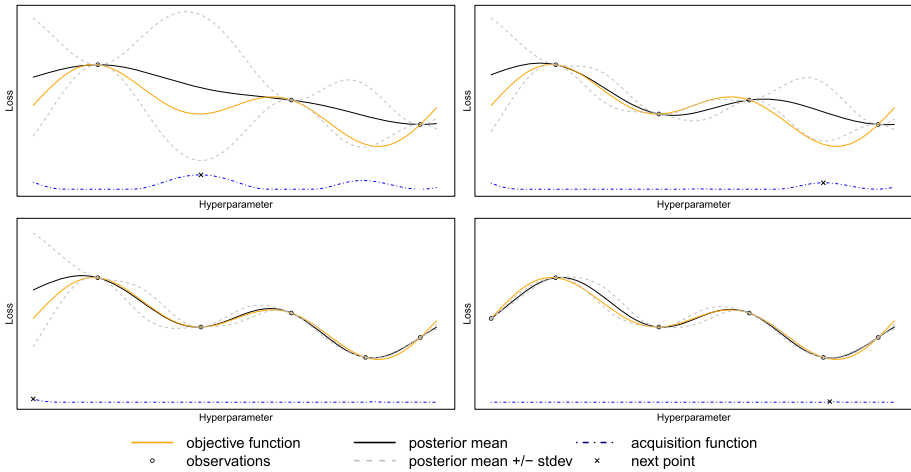 Loss
Hyperparameter
Loss
Hyperparameter
Loss
Hyperparameter
Loss
Hyperparameter
objective function posterior mean acquisition function
observations posterior mean +/− stdev next point